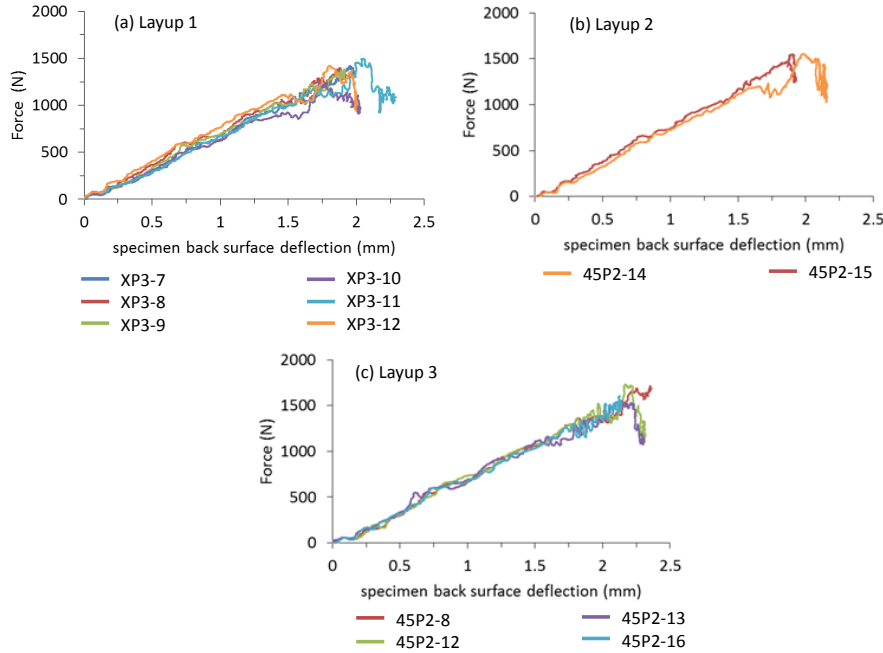 (a) Layup 1
2000
1500
1000
500
0
Force (N)
0
0.5
1
1.5
2
2.5
specimen back surface deflection (mm)
XP3-7
XP3-10
XP3-8
XP3-11
XP3-9
XP3-12
(b) Layup 2
2000
1500
1000
500
0
Force (N)
0
0.5
1
1.5
2
2.5
specimen back surface deflection (mm)
45P2-14
45P2-15
(c) Layup 3
2000
1500
1000
500
0
Force (N)
0
0.5
1
1.5
2
2.5
specimen back surface deflection (mm)
45P2-8
45P2-13
45P2-12
45P2-16